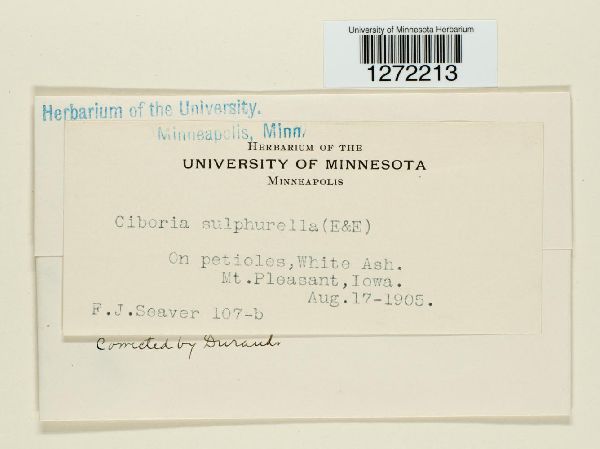 University of Minnesota Herbarium
1272213
Herbarium of the University.
Minneapolis, Minn.
HERBARIUM OF THE
UNIVERSITY OF MINNESOTA
MINNEAPOLIS
Ciboria sulphurella(E&E)
On petioles,White Ash.
Mt.Pleasant,Iowa.
Aug.17-1905.
F.J.Seaver 107-b
Corrected by Durand.